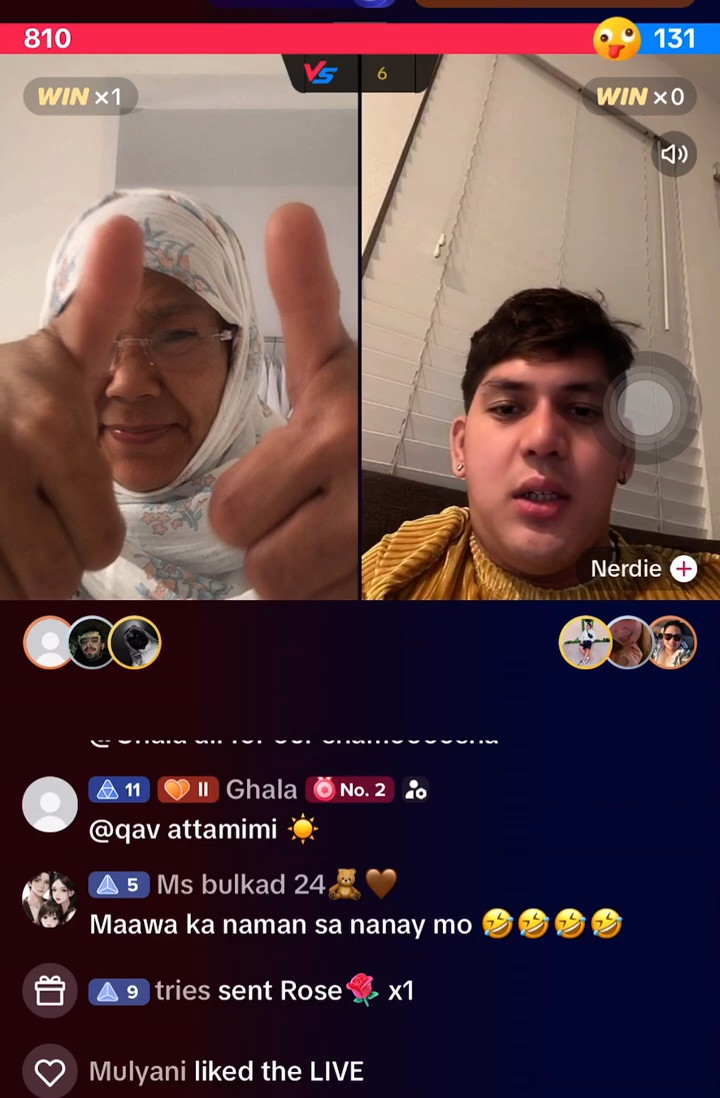 810
131
VS
6
WIN ×1
WIN ×0
Nerdie
11 II Ghala No. 2
@qav attamimi
5 Ms bulkad 24
Maawa ka naman sa nanay mo
9 tries sent Rose x1
Mulyani liked the LIVE